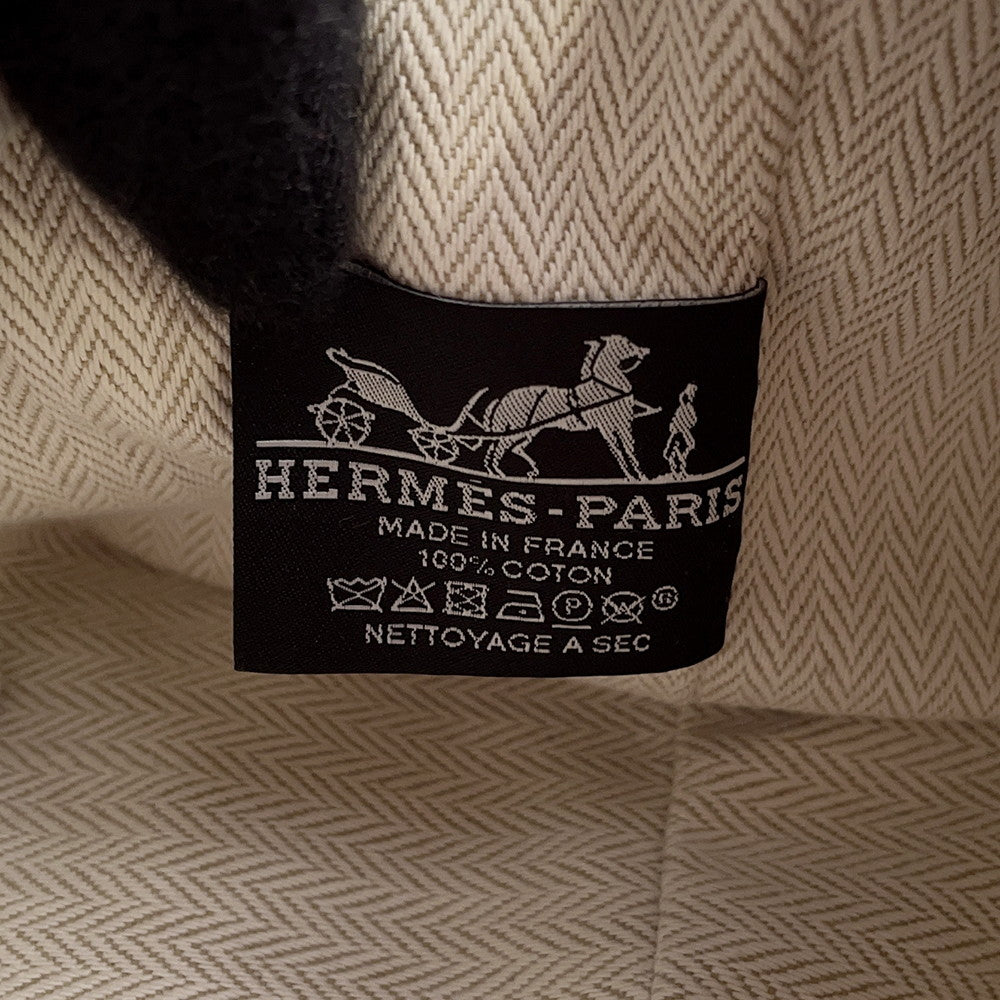 HERMÈS-PARIS
MADE IN FRANCE
100% COTON
P W ®
NETTOYAGE A SEC